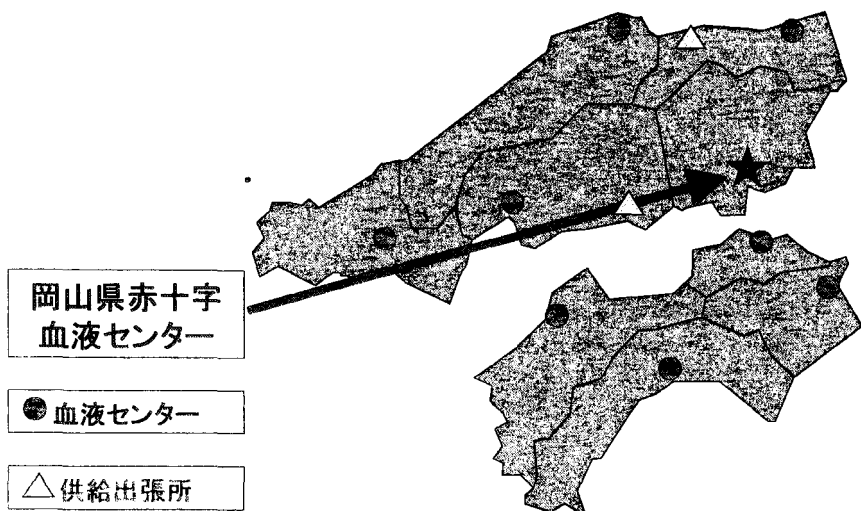 岡山県赤十字
血液センター
血液センター
供給出張所